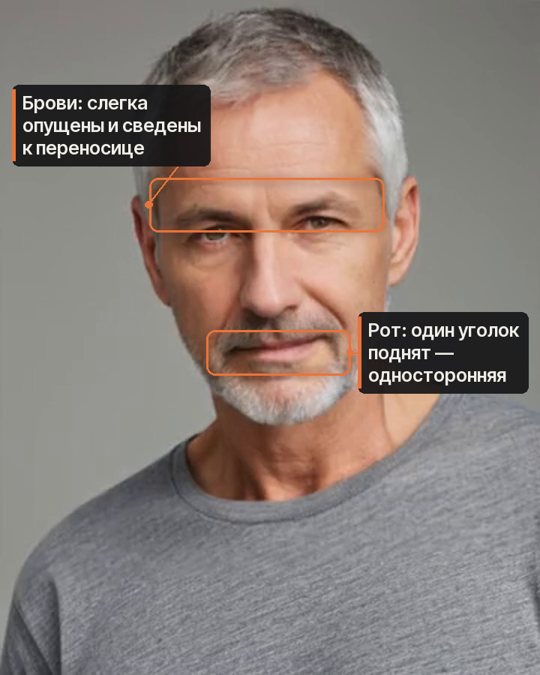 Брови: слегка
опущены и сведены
к переносице
Рот: один уголок
поднят —
односторонняя